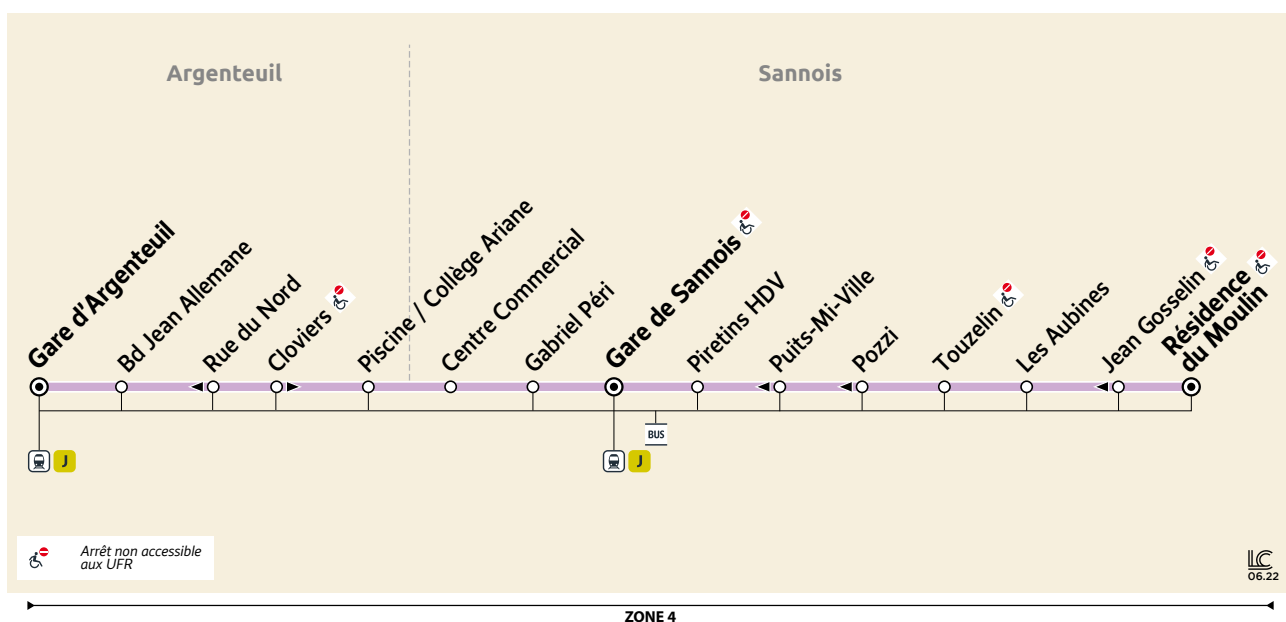 Argenteuil
Sannois
Gare d'Argenteuil
Bd Jean Allemane
Rue du Nord
Cloviers
Piscine / Collège Ariane
Centre Commercial
Gabriel Péri
Gare de Sannois
Piretins HDV
Puits-Mi-Ville
Pozzi
Touzelin
Les Aubines
Jean Gosselin
Résidence
du Moulin
BUS
J
J
Arrêt non accessible
aux UFR
LC
06.22
ZONE 4